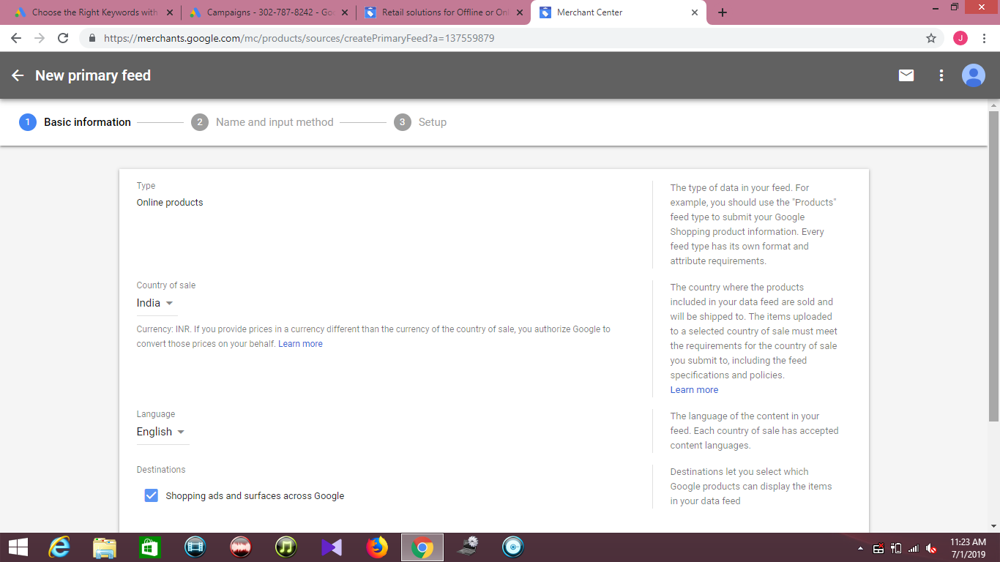 Choose the Right Keywords with
Campaigns - 302-787-8242 - Goo
Retail solutions for Offline or Onli
Merchant Center
https://merchants.google.com/mc/products/sources/createPrimaryFeed?a=137559879
J
New primary feed
1 Basic information
2 Name and input method
3 Setup
Type
Online products
The type of data in your feed. For
example, you should use the "Products"
feed type to submit your Google
Shopping product information. Every
feed type has its own format and
attribute requirements.
Country of sale
India
Currency: INR. If you provide prices in a currency different than the currency of the country of sale, you authorize Google to
convert those prices on your behalf. Learn more
The country where the products
included in your data feed are sold and
will be shipped to. The items uploaded
to a selected country of sale must meet
the requirements for the country of sale
you submit to, including the feed
specifications and policies.
Learn more
Language
English
The language of the content in your
feed. Each country of sale has accepted
content languages.
Destinations
Shopping ads and surfaces across Google
Destinations let you select which
Google products can display the items
in your data feed
11:23 AM
7/1/2019